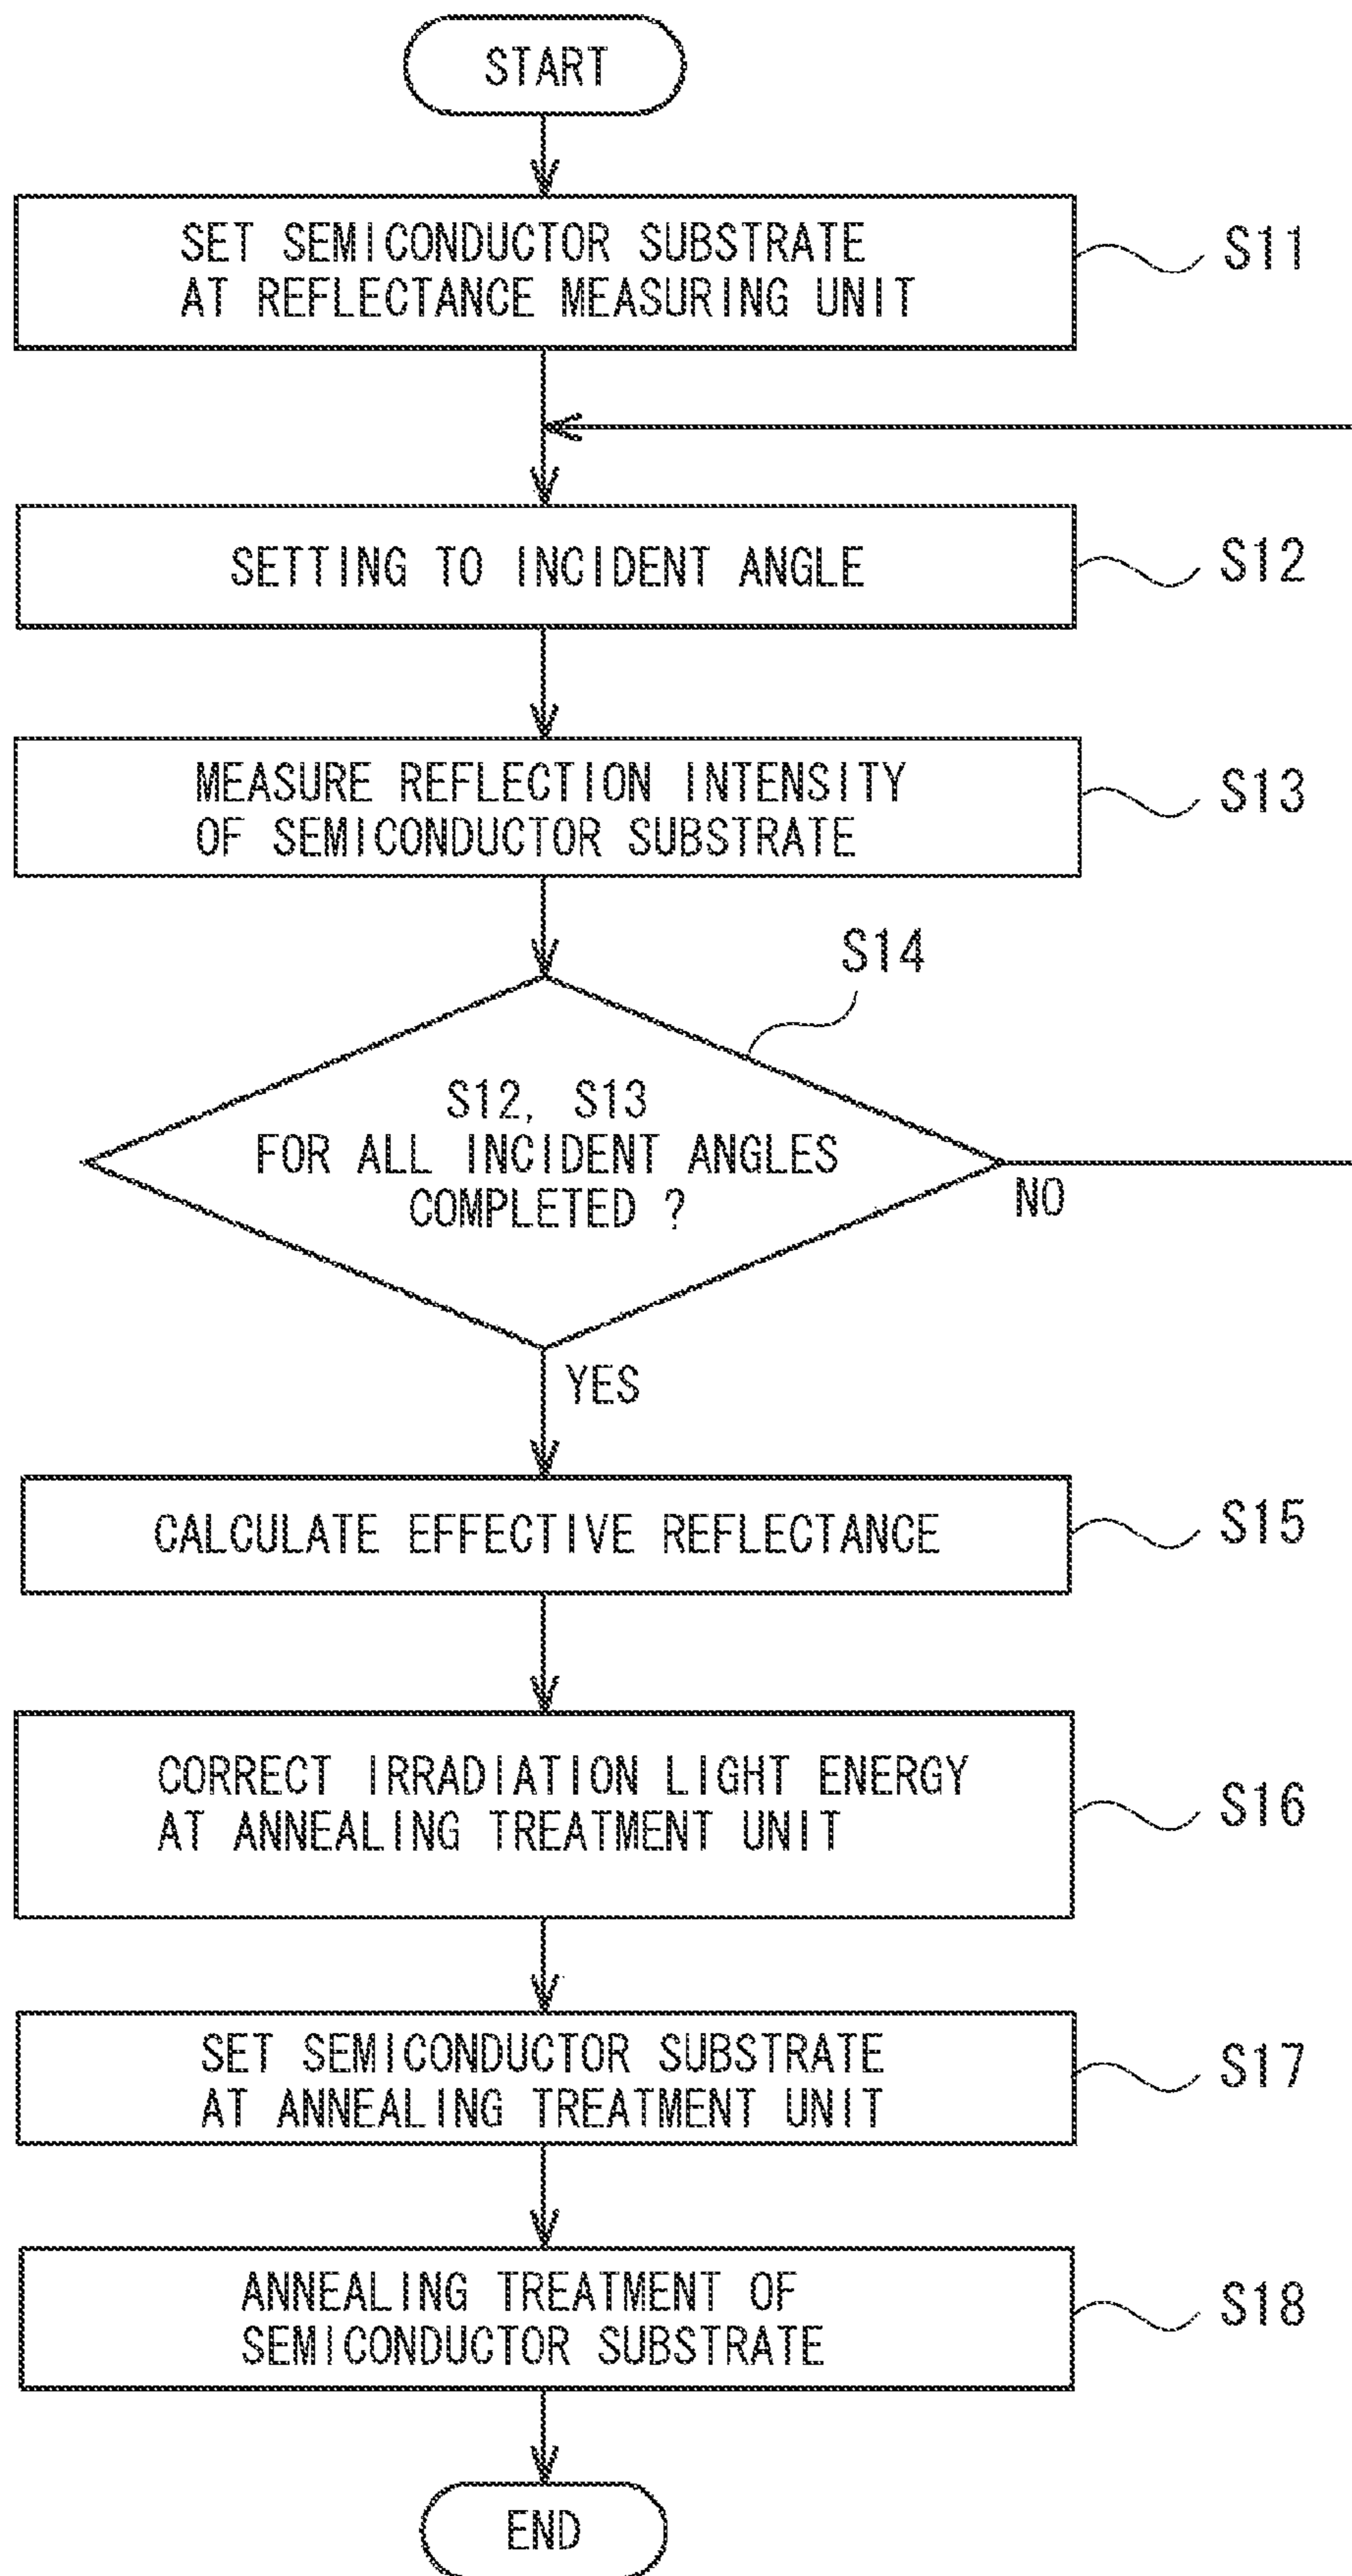 START
SET SEMICONDUCTOR SUBSTRATE
AT REFLECTANCE MEASURING UNIT
S11
SETTING TO INCIDENT ANGLE
S12
MEASURE REFLECTION INTENSITY
OF SEMICONDUCTOR SUBSTRATE
S13
S14
S12, S13
FOR ALL INCIDENT ANGLES
COMPLETED ?
NO
YES
CALCULATE EFFECTIVE REFLECTANCE
S15
CORRECT IRRADIATION LIGHT ENERGY
AT ANNEALING TREATMENT UNIT
S16
SET SEMICONDUCTOR SUBSTRATE
AT ANNEALING TREATMENT UNIT
S17
ANNEALING TREATMENT OF
SEMICONDUCTOR SUBSTRATE
S18
END